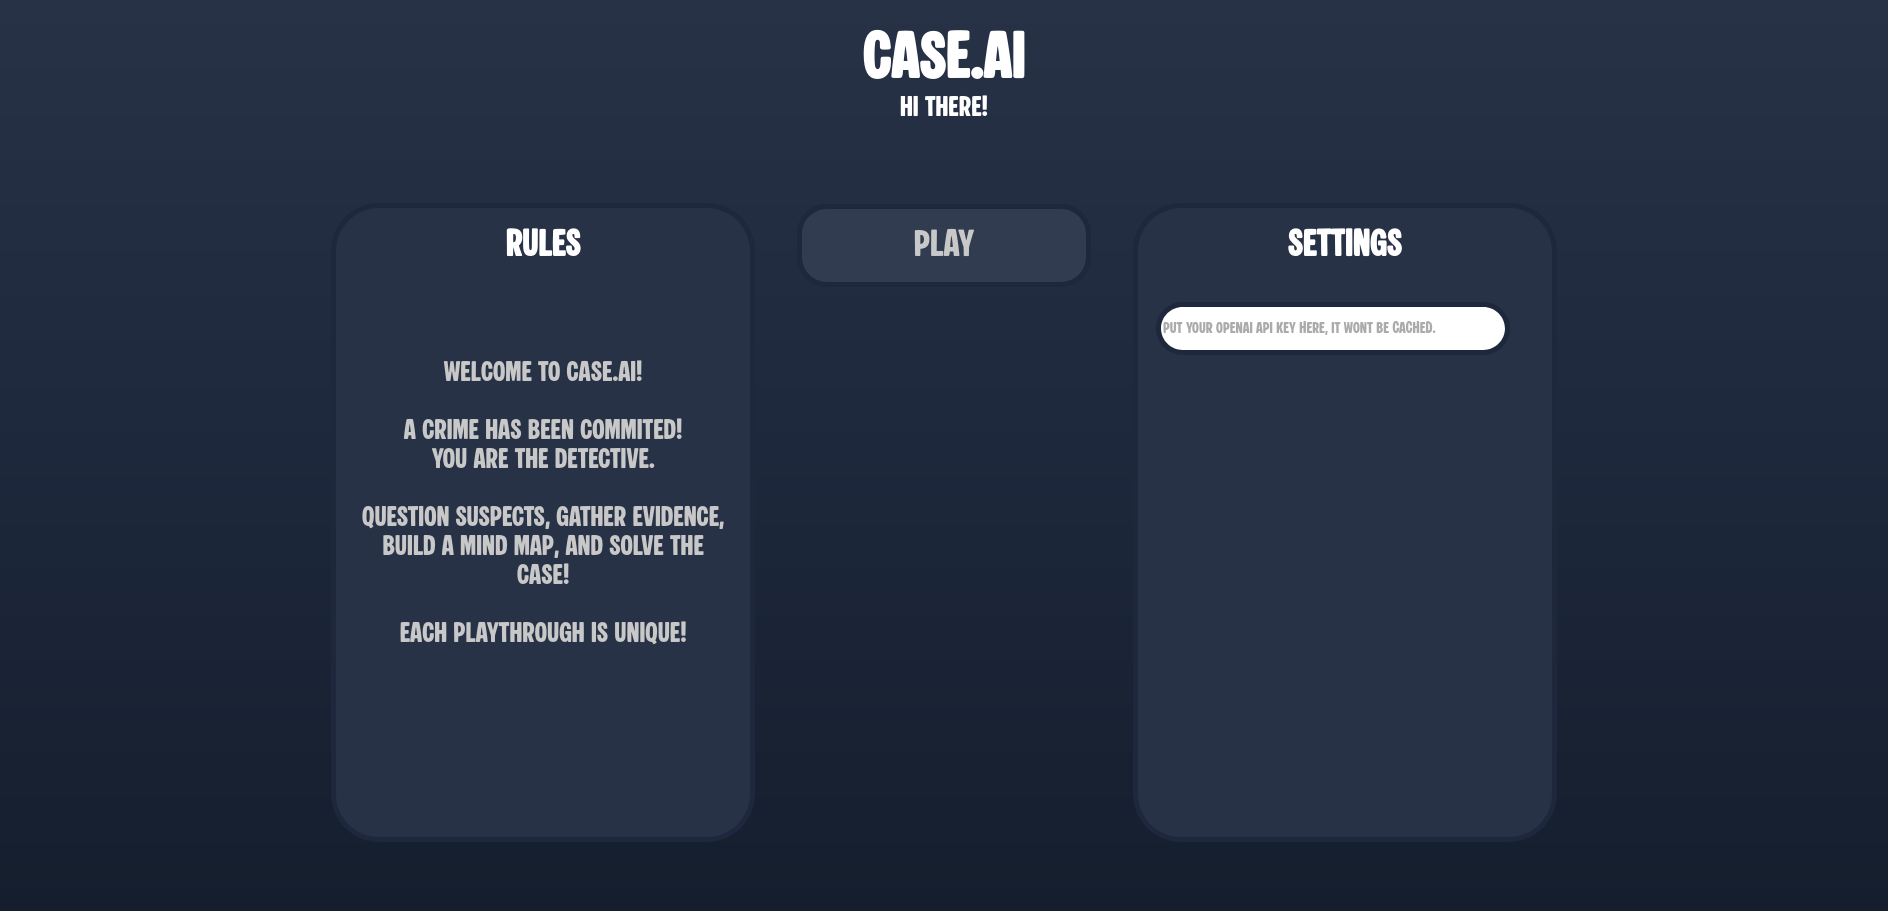 CASE.AI
HI THERE!
RULES
WELCOME TO CASE.AI!
A CRIME HAS BEEN COMMITED!
YOU ARE THE DETECTIVE.
QUESTION SUSPECTS, GATHER EVIDENCE,
BUILD A MIND MAP, AND SOLVE THE
CASE!
EACH PLAYTHROUGH IS UNIQUE!
PLAY
SETTINGS
PUT YOUR OPENAI API KEY HERE, IT WONT BE CACHED.